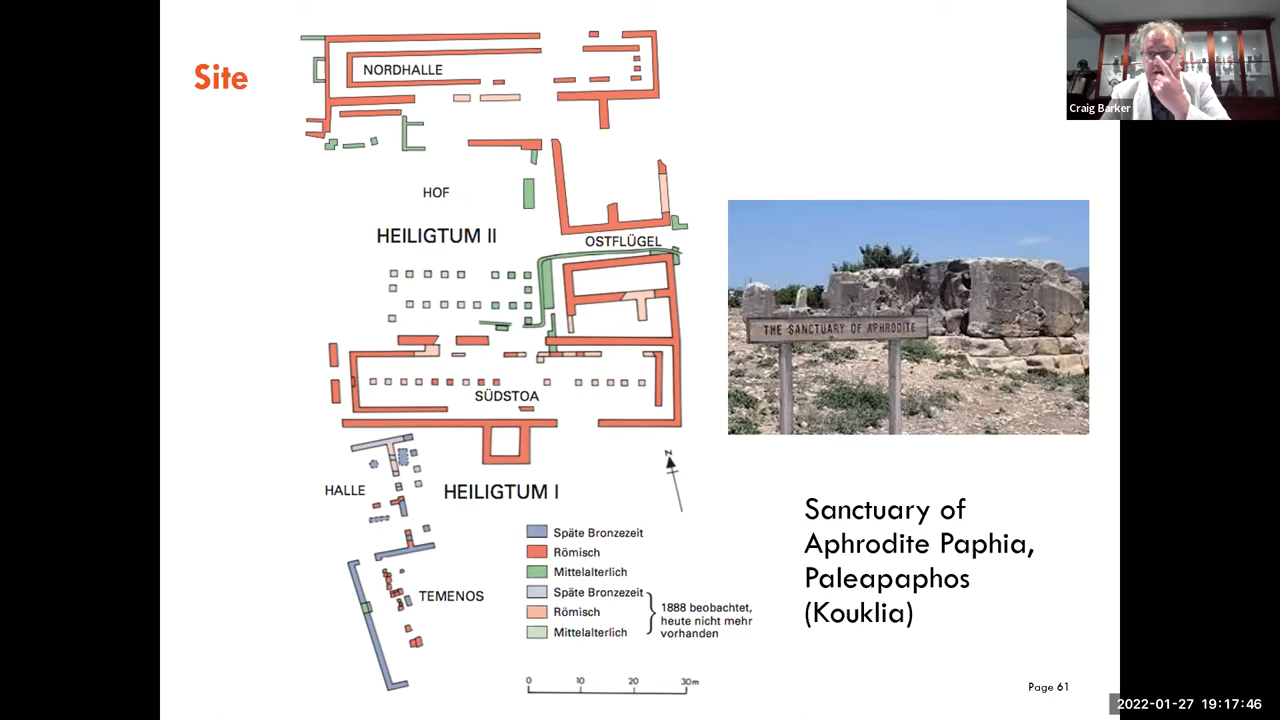 Site
NORDHALLE
HOF
HEILIGTUM II
OSTFLÜGEL
SÜDSTOA
N
HALLE
HEILIGTUM I
TEMENOS
Späte Bronzezeit
Römisch
Mittelalterlich
Späte Bronzezeit
Römisch
Mittelalterlich
1888 beobachtet,
heute nicht mehr
vorhanden
0 10 20 30m
Craig Barker
THE SANCTUARY OF APHRODITE
Sanctuary of
Aphrodite Paphia,
Paleapaphos
(Kouklia)
Page 61
2022-01-27 19:17:46